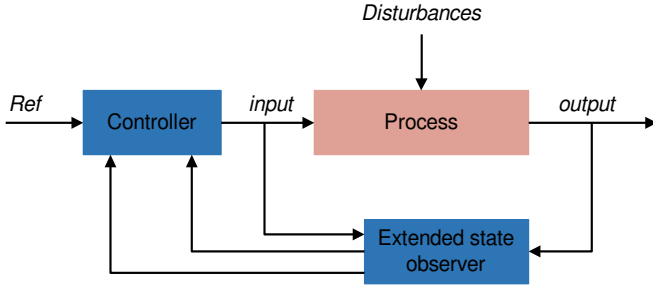 Disturbances
Ref
Controller
input
Process
output
Extended state
observer